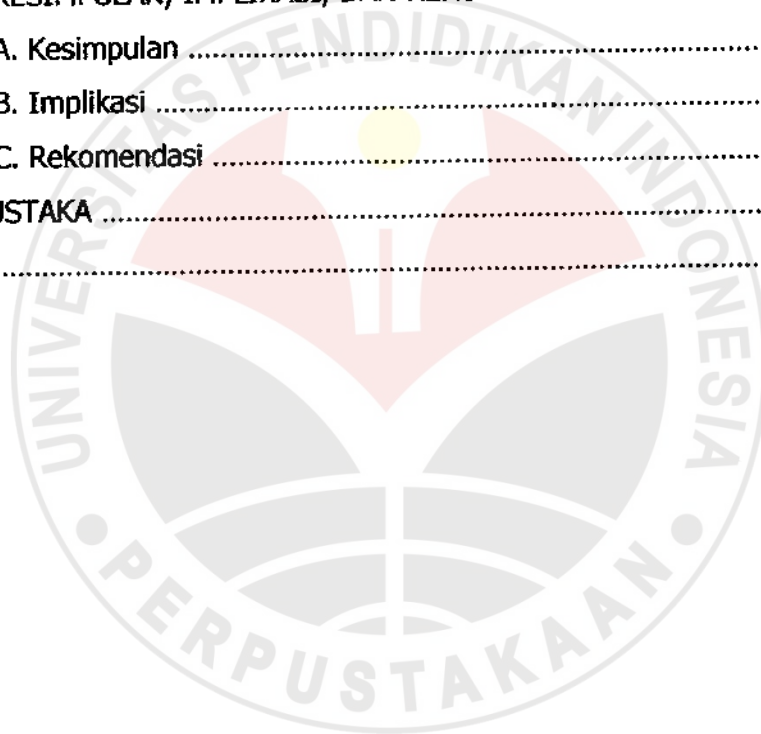 A. Kesimpulan ..................................................................
B. Implikasi ........................................................................
C. Rekomendasi ................................................................
USTAKA ..............................................................................
................................................................................................
UNIVERSITAS PENDIDIKAN INDONESIA
• PERPUSTAKAAN •